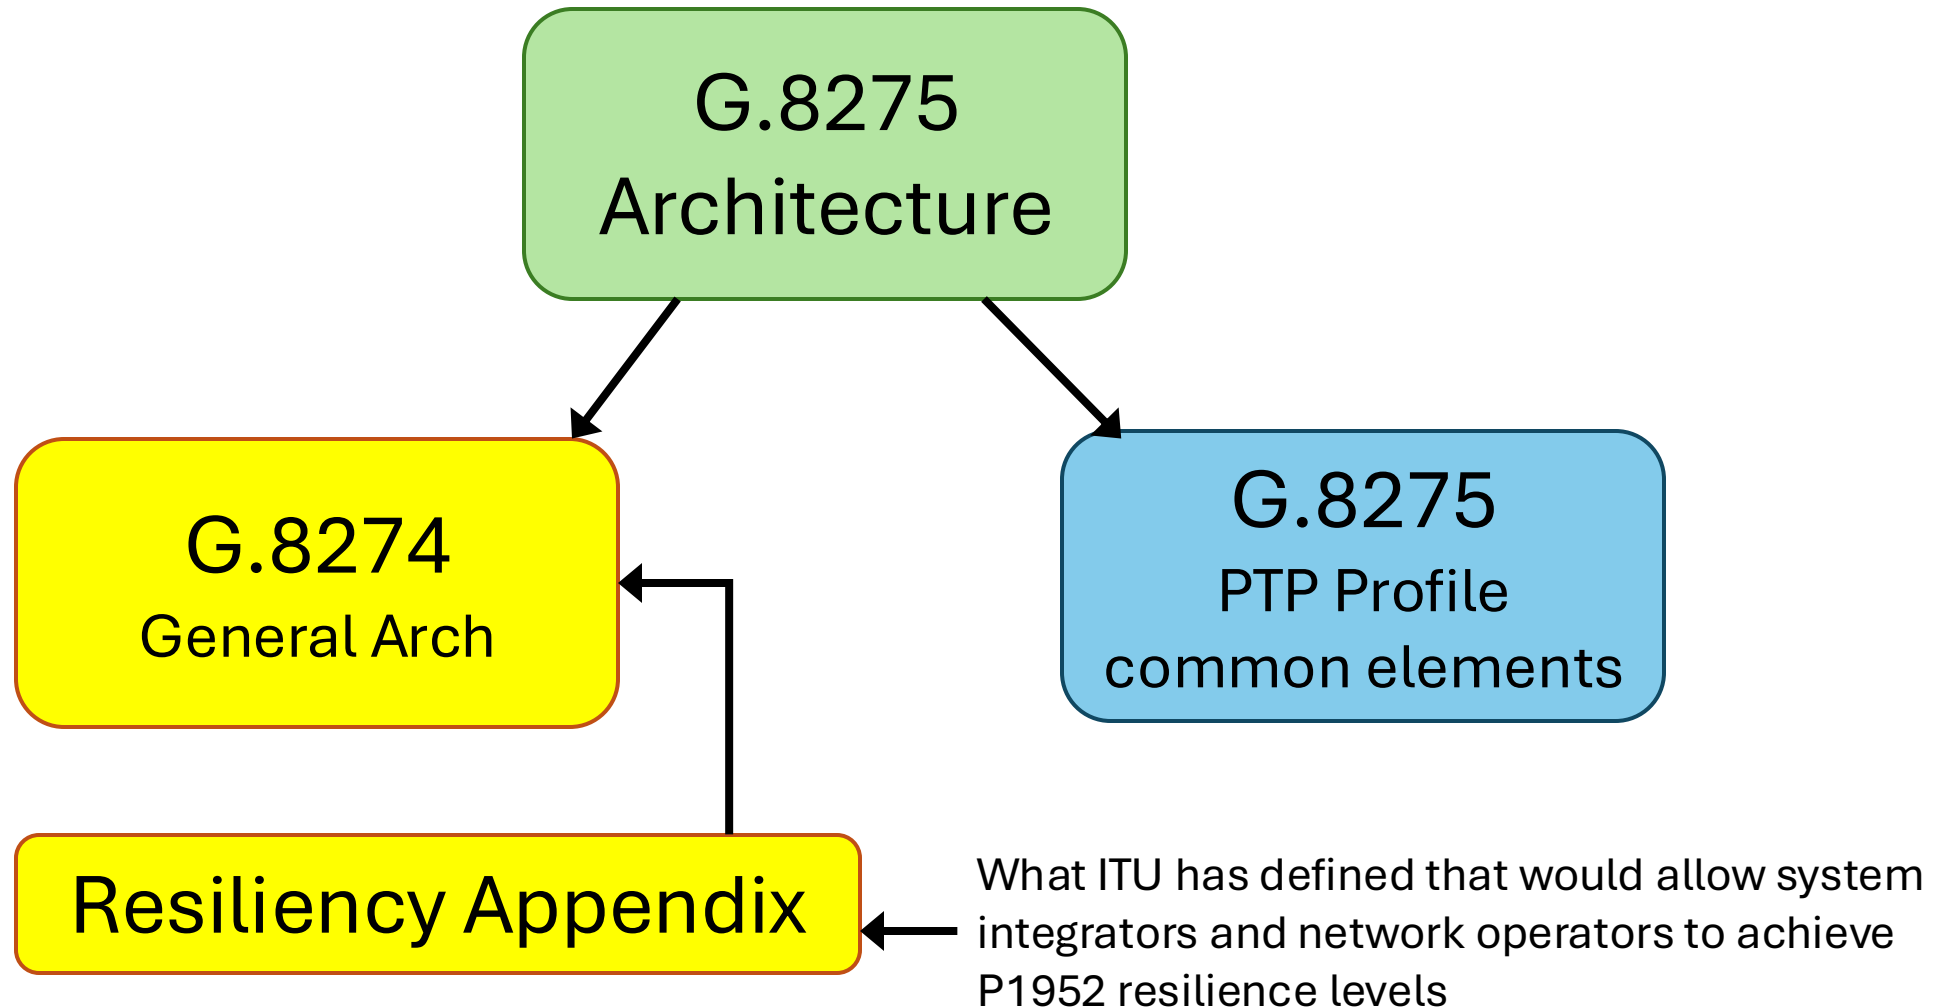 G.8275
Architecture
G.8274
General Arch
G.8275
PTP Profile
common elements
Resiliency Appendix
What ITU has defined that would allow system
integrators and network operators to achieve
P1952 resilience levels